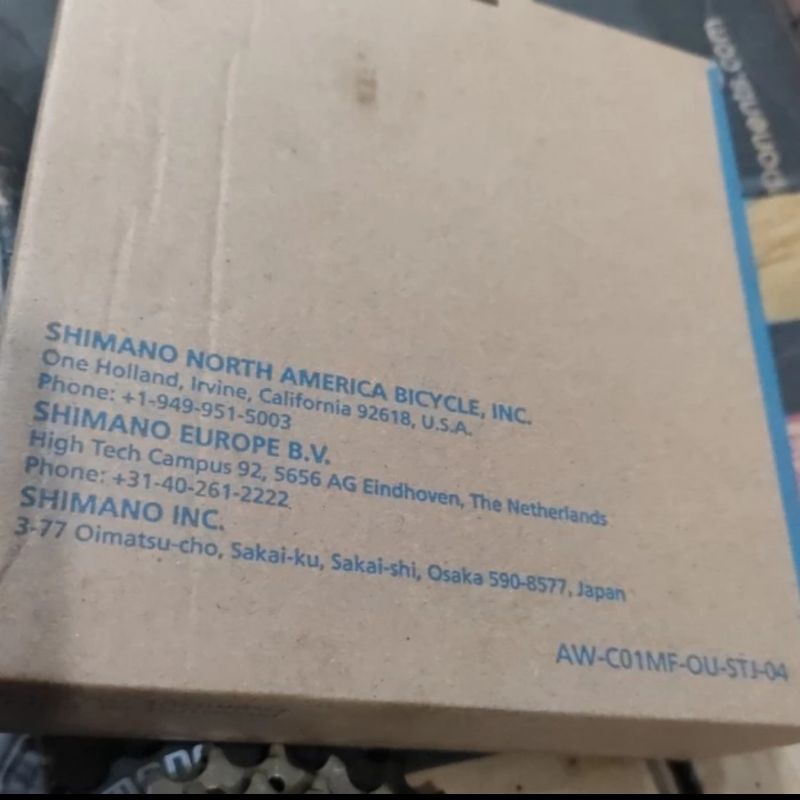 SHIMANO NORTH AMERICA BICYCLE, INC.
One Holland, Irvine, California 92618, U.S.A.
Phone: +1-949-951-5003
SHIMANO EUROPE B.V.
High Tech Campus 92, 5656 AG Eindhoven, The Netherlands
Phone: +31-40-261-2222
SHIMANO INC.
3-77 Oimatsu-cho, Sakai-ku, Sakai-shi, Osaka 590-8577, Japan
AW-C01MF-OU-STJ-04